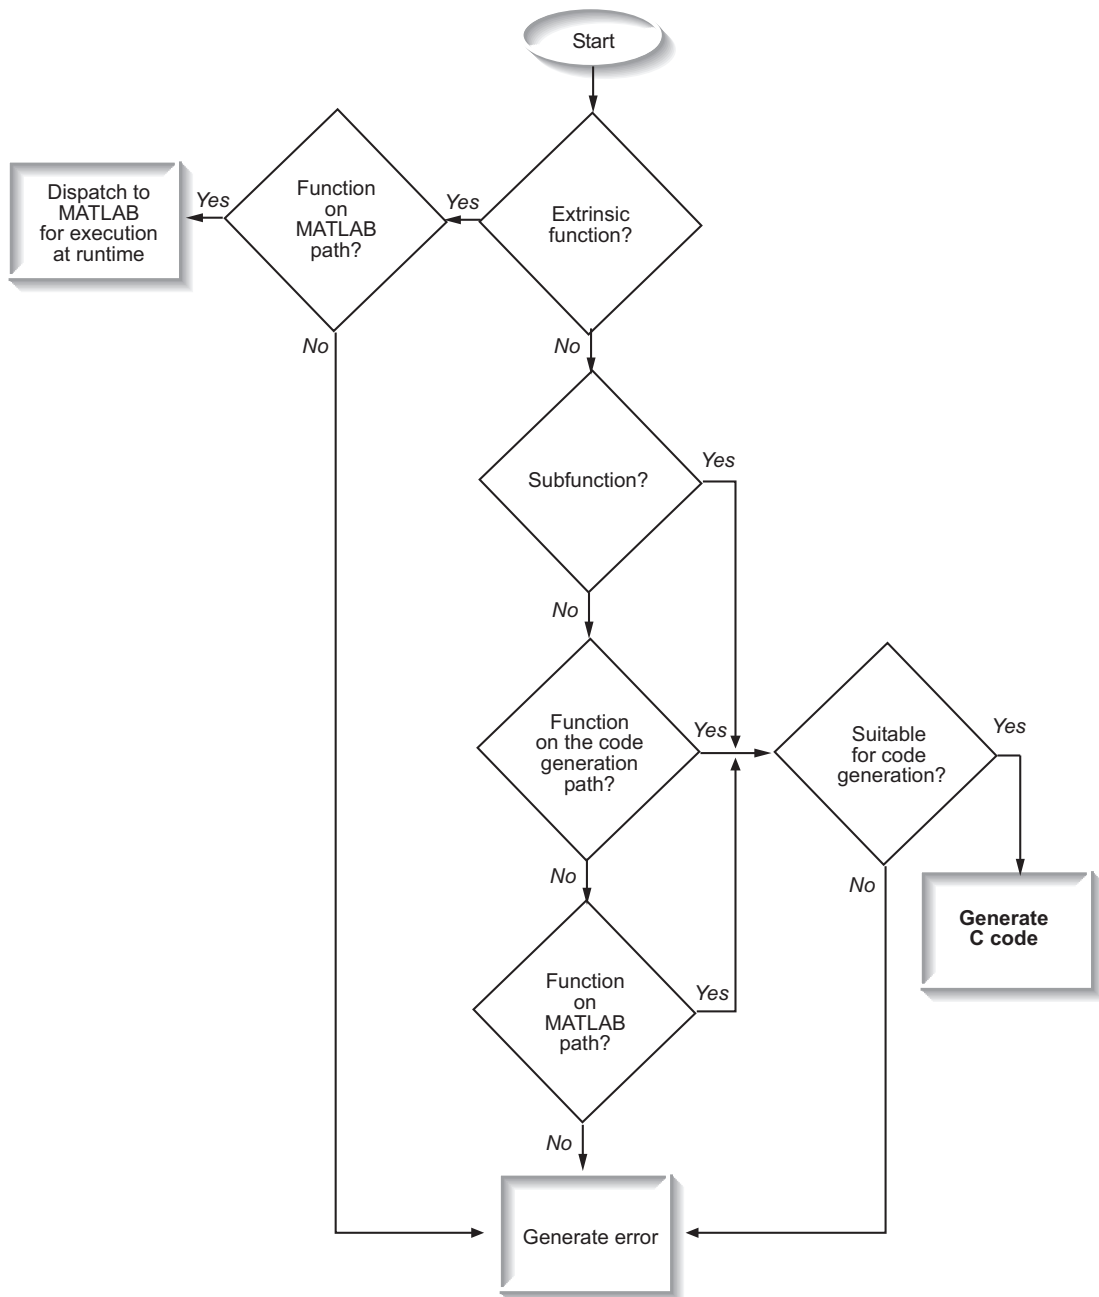 Start
Extrinsic
function?
Yes
Function
on
MATLAB
path?
Yes
Dispatch to
MATLAB
for execution
at runtime
No
No
Subfunction?
Yes
No
Function
on the code
generation
path?
Yes
Suitable
for code
generation?
Yes
No
No
Generate
C code
Function
on
MATLAB
path?
Yes
No
Generate error